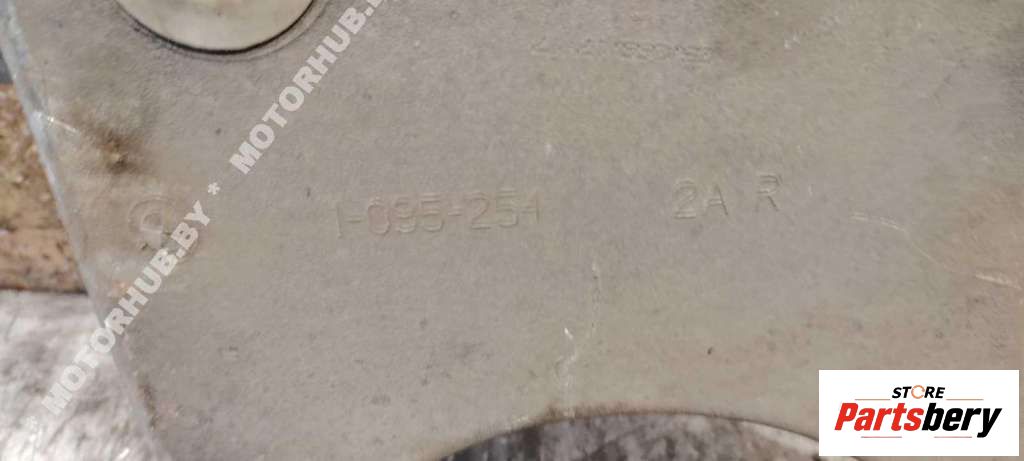 1-095-254 2A R
* MOTORHUB.BY * MOTORHUB.BY
STORE
Partsbery